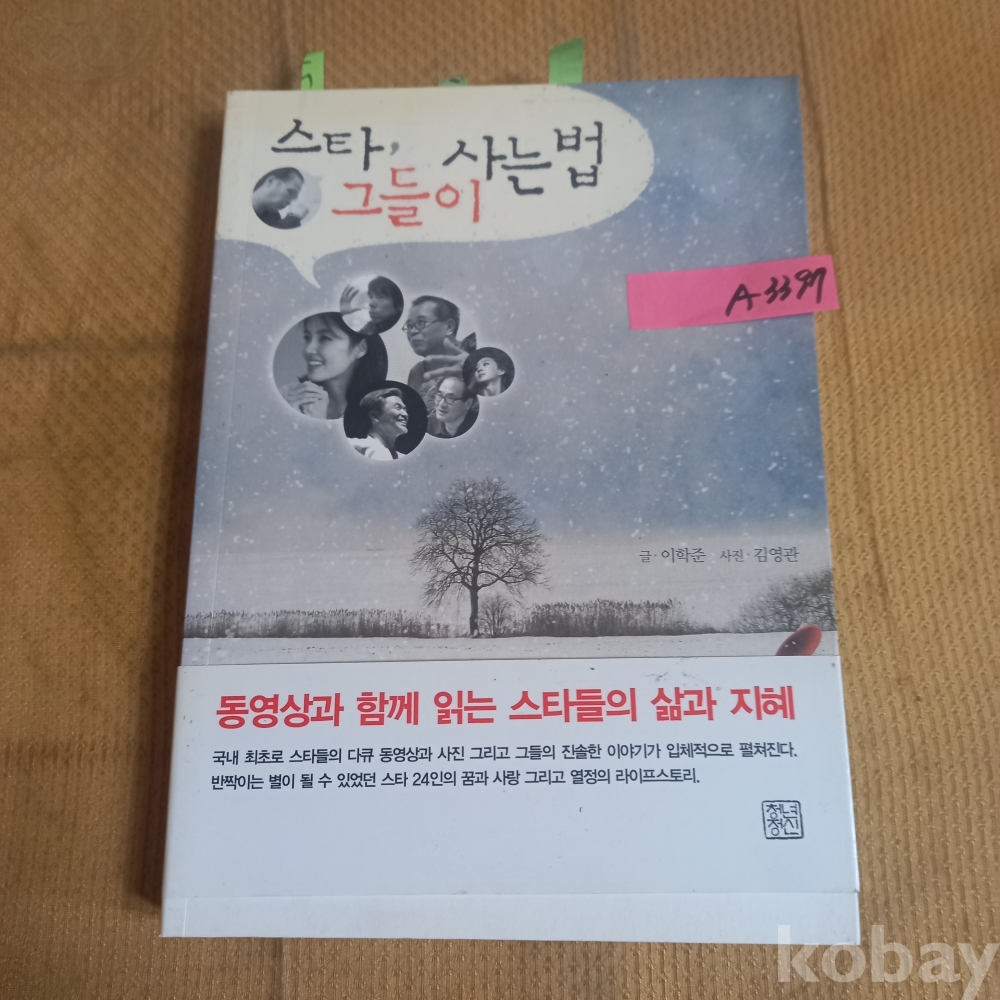 스타,
그들이
사는 법
A3397
글·이학준 사진·김영관
동영상과 함께 읽는 스타들의 삶과 지혜
국내 최초로 스타들의 다큐 동영상과 사진 그리고 그들의 진솔한 이야기가 입체적으로 펼쳐진다.
반짝이는 별이 될 수 있었던 스타 24인의 꿈과 사랑 그리고 열정의 라이프스토리.
청년
정신
kobay